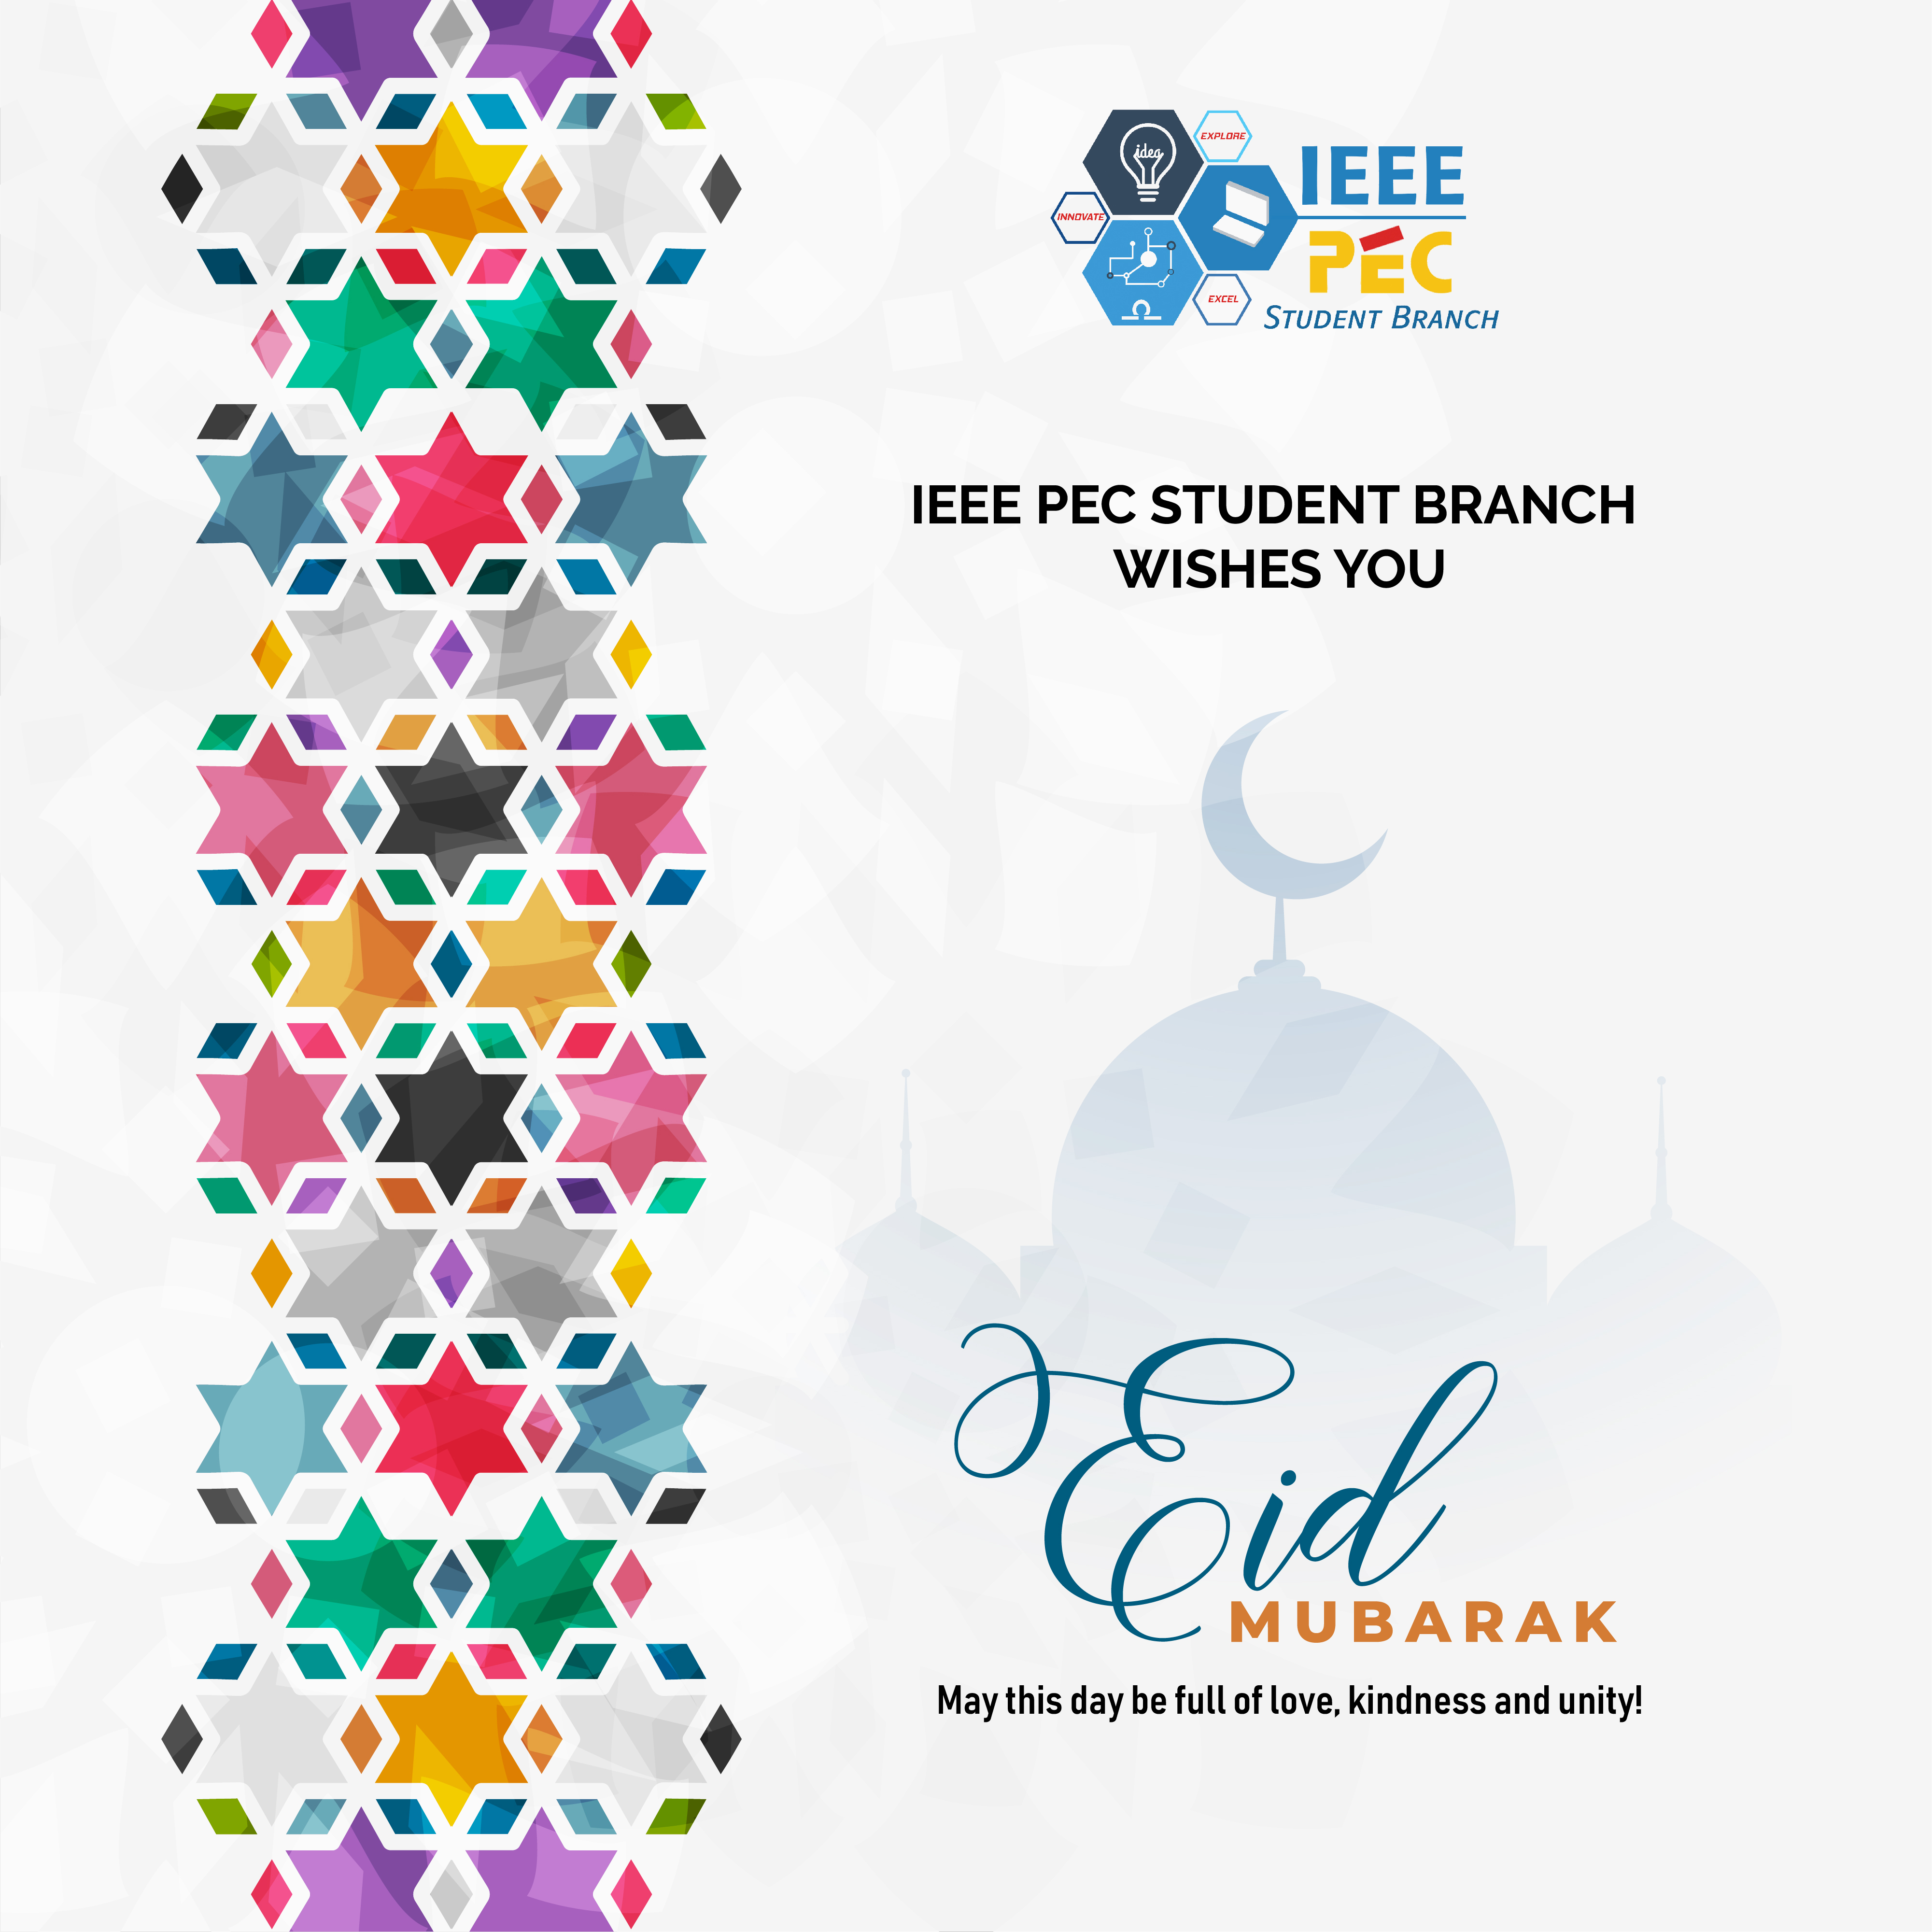 idea
EXPLORE
INNOVATE
EXCEL
IEEE
PEC
STUDENT BRANCH
IEEE PEC STUDENT BRANCH
WISHES YOU
Eid
MUBARAK
May this day be full of love, kindness and unity!